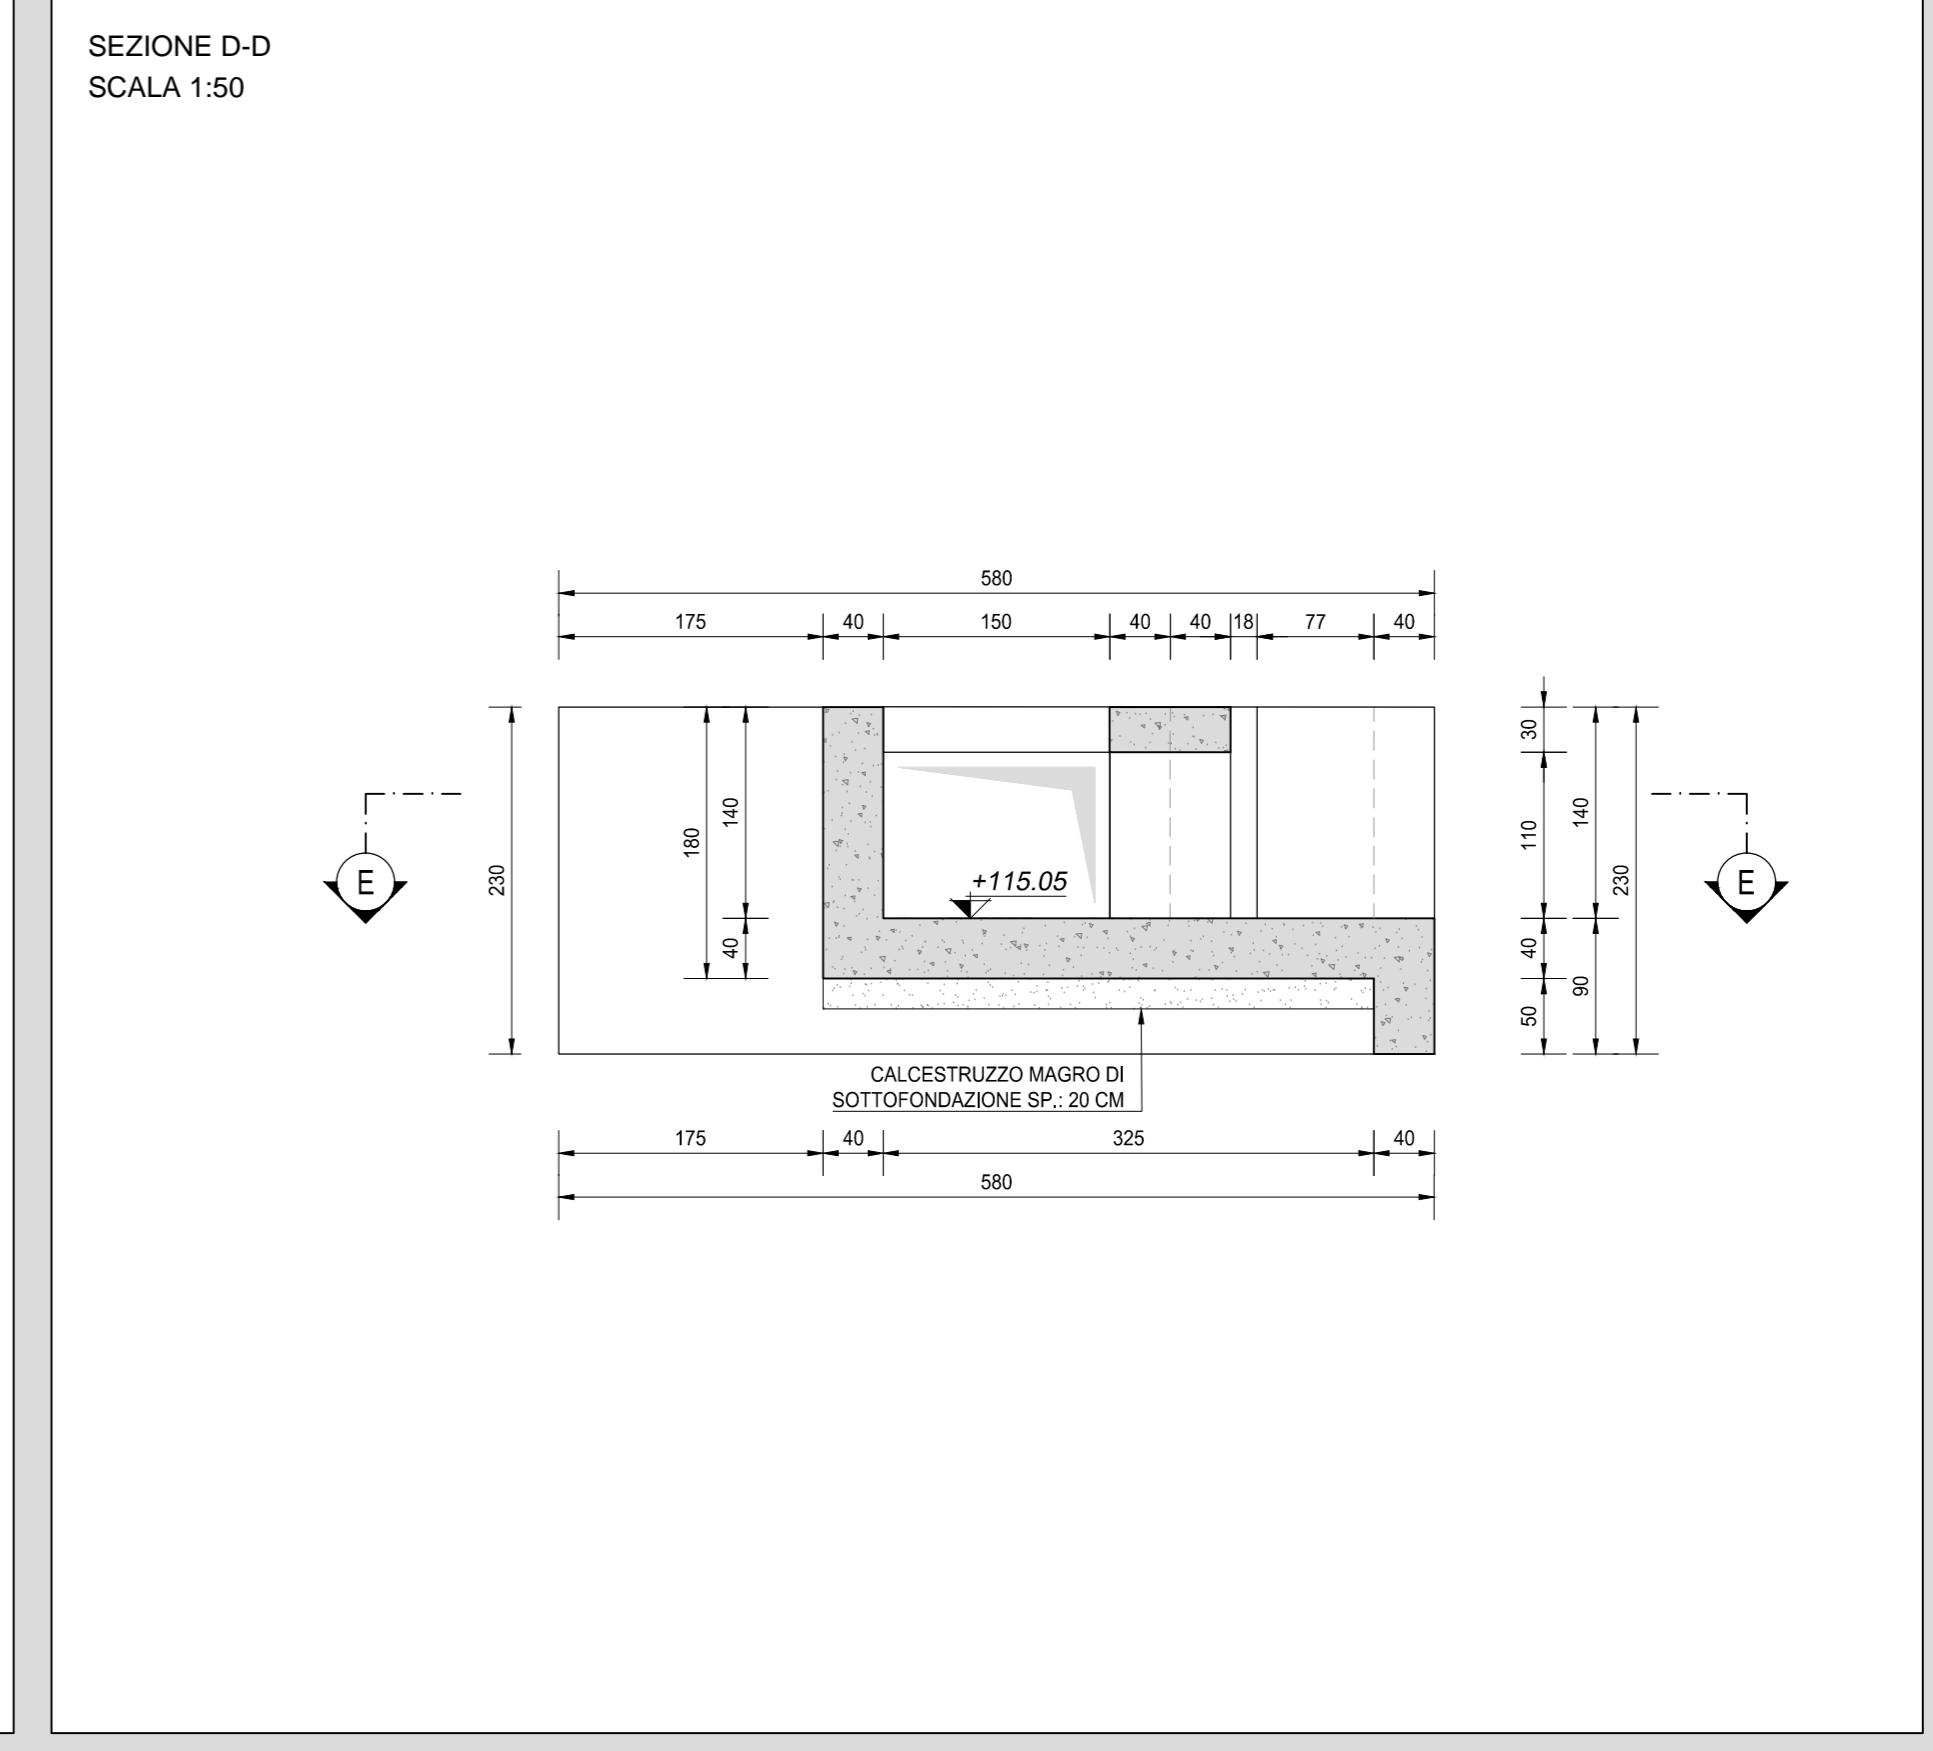 SEZIONE D-D
SCALA 1:50
580
175 40 150 40 40 18 77 40
230
180
140
40
E
+115.05
30
110
40
50
140
90
230
E
CALCESTRUZZO MAGRO DI
SOTTOFONDAZIONE SP.: 20 CM
175 40 325 40
580